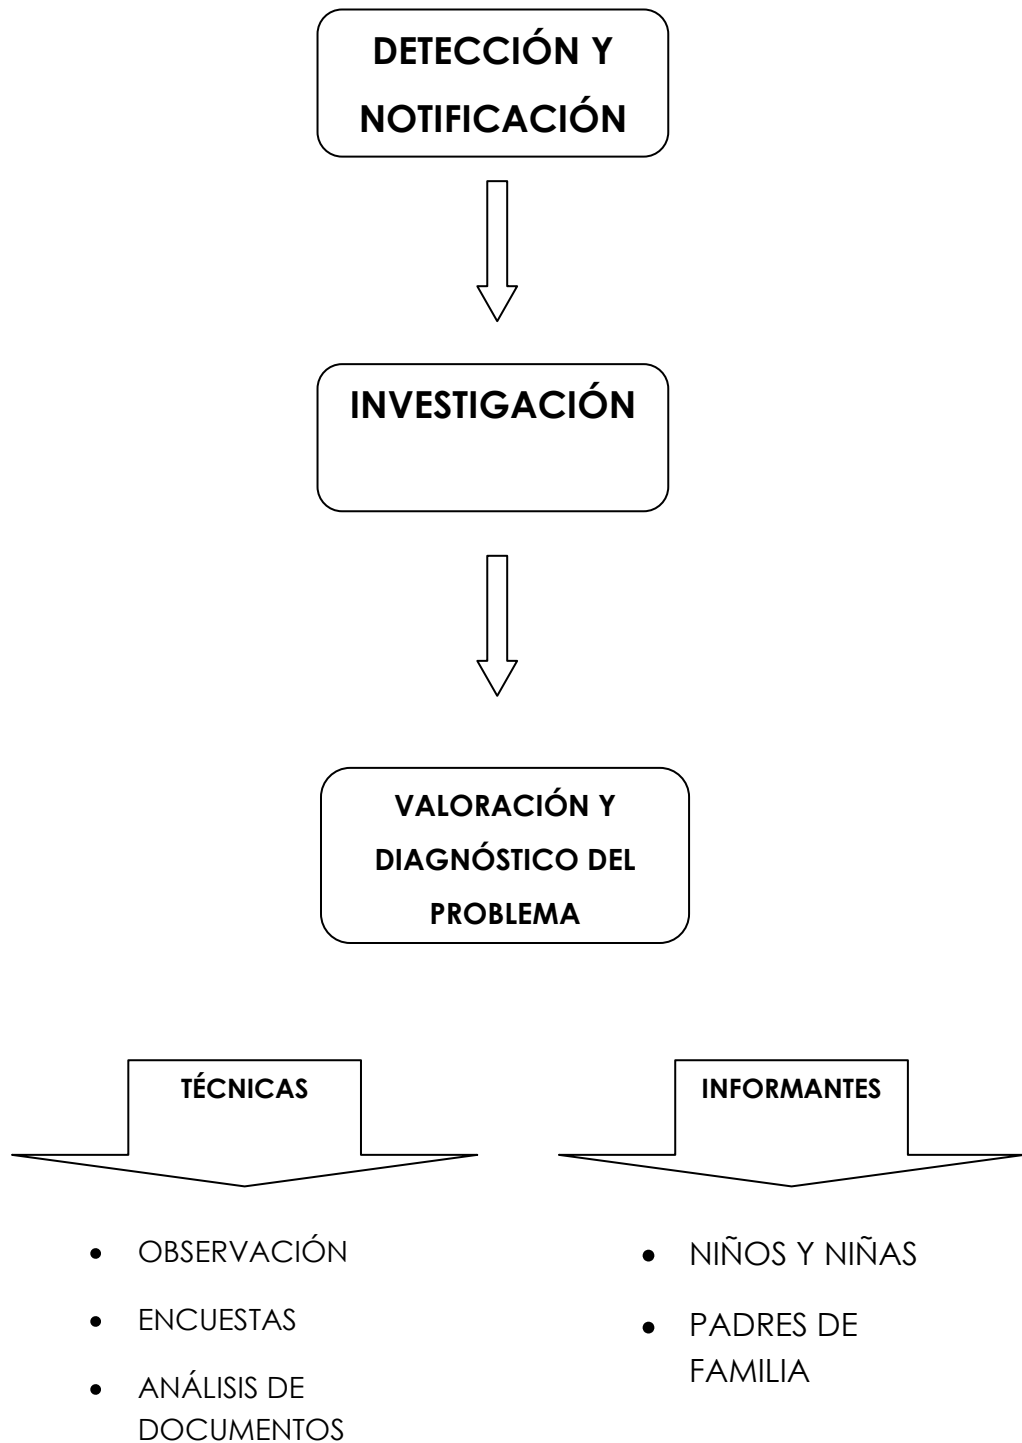 DETECCIÓN Y
NOTIFICACIÓN
INVESTIGACIÓN
VALORACIÓN Y
DIAGNÓSTICO DEL
PROBLEMA
TÉCNICAS
• OBSERVACIÓN
• ENCUESTAS
• ANÁLISIS DE
DOCUMENTOS
INFORMANTES
• NIÑOS Y NIÑAS
• PADRES DE
FAMILIA